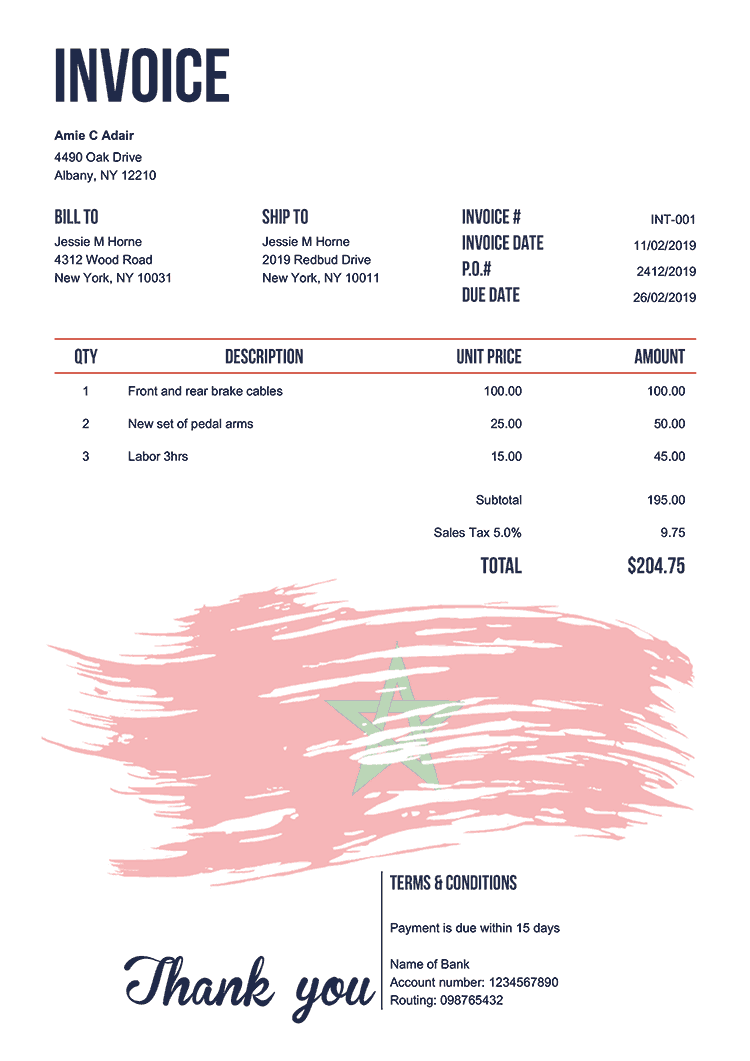 INVOICE
Amie C Adair
4490 Oak Drive
Albany, NY 12210
BILL TO
Jessie M Horne
4312 Wood Road
New York, NY 10031
SHIP TO
Jessie M Horne
2019 Redbud Drive
New York, NY 10011
INVOICE # INT-001
INVOICE DATE 11/02/2019
P.O.# 2412/2019
DUE DATE 26/02/2019
QTY DESCRIPTION UNIT PRICE AMOUNT
1 Front and rear brake cables 100.00 100.00
2 New set of pedal arms 25.00 50.00
3 Labor 3hrs 15.00 45.00
Subtotal 195.00
Sales Tax 5.0% 9.75
TOTAL $204.75
Thank you
TERMS & CONDITIONS
Payment is due within 15 days
Name of Bank
Account number: 1234567890
Routing: 098765432